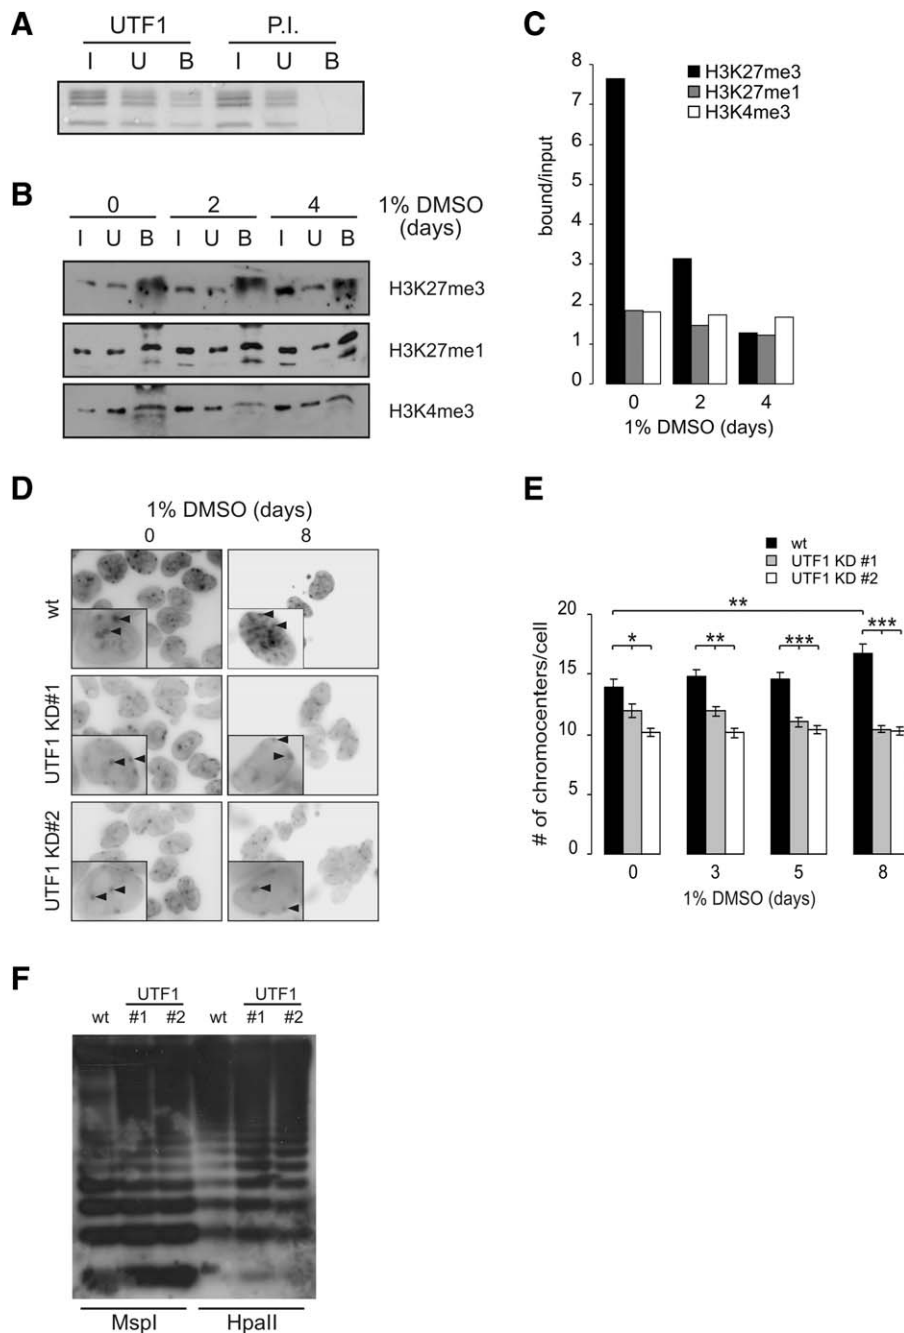 A
UTF1 P.I.
I U B I U B
B
0 2 4 1% DMSO
(days)
I U B I U B I U B
H3K27me3
H3K27me1
H3K4me3
C
8
7
6
5
4
3
2
1
0
bound/input
H3K27me3
H3K27me1
H3K4me3
0 2 4
1% DMSO (days)
D
1% DMSO (days)
0 8
wt
UTF1 KD#1
UTF1 KD#2
E
wt
UTF1 KD #1
UTF1 KD #2
# of chromocenters/cell
20
15
10
5
0
**
* ** *** ***
0 3 5 8
1% DMSO (days)
F
UTF1 UTF1
wt #1 #2 wt #1 #2
MspI HpaII